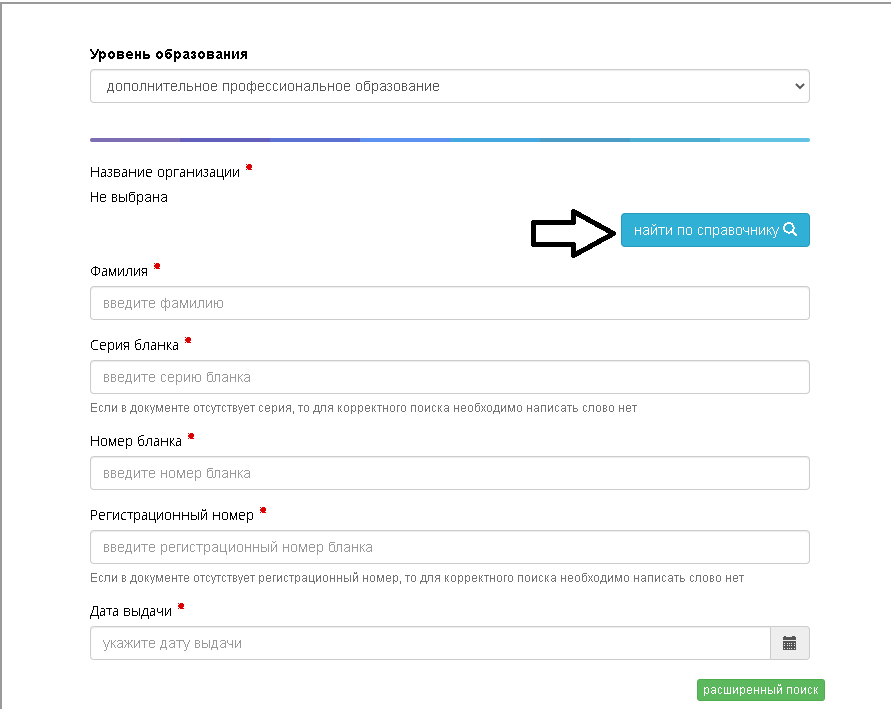 Уровень образования
дополнительное профессиональное образование
Название организации *
Не выбрана
найти по справочнику
Фамилия *
введите фамилию
Серия бланка *
введите серию бланка
Если в документе отсутствует серия, то для корректного поиска необходимо написать слово нет
Номер бланка *
введите номер бланка
Регистрационный номер *
введите регистрационный номер бланка
Если в документе отсутствует регистрационный номер, то для корректного поиска необходимо написать слово нет
Дата выдачи *
укажите дату выдачи
расширенный поиск